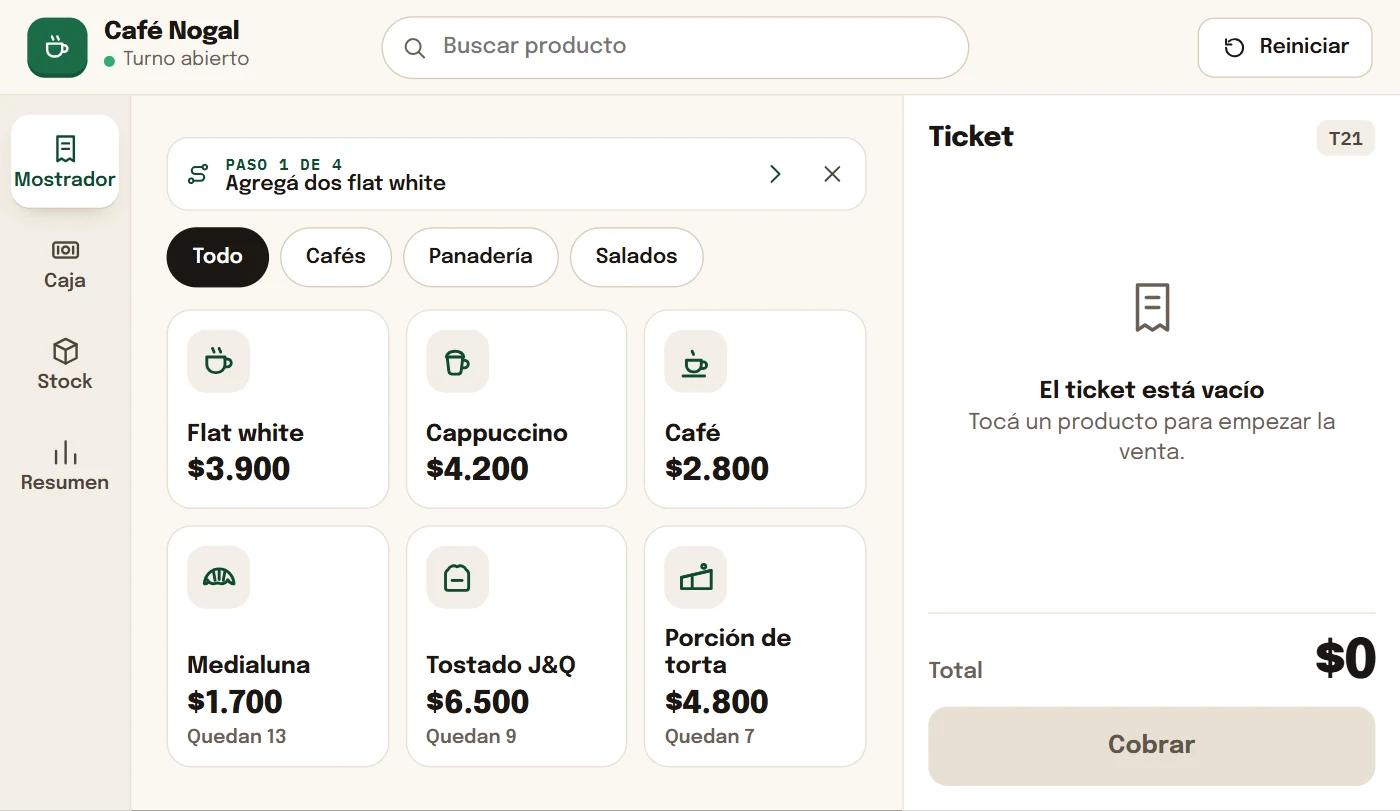 Café Nogal
Turno abierto
Buscar producto
Reiniciar
Mostrador
Caja
Stock
Resumen
PASO 1 DE 4
Agregá dos flat white
Todo
Cafés
Panadería
Salados
Flat white
$3.900
Cappuccino
$4.200
Café
$2.800
Medialuna
$1.700
Quedan 13
Tostado J&Q
$6.500
Quedan 9
Porción de
torta
$4.800
Quedan 7
Ticket
T21
El ticket está vacío
Tocá un producto para empezar la
venta.
Total
$0
Cobrar